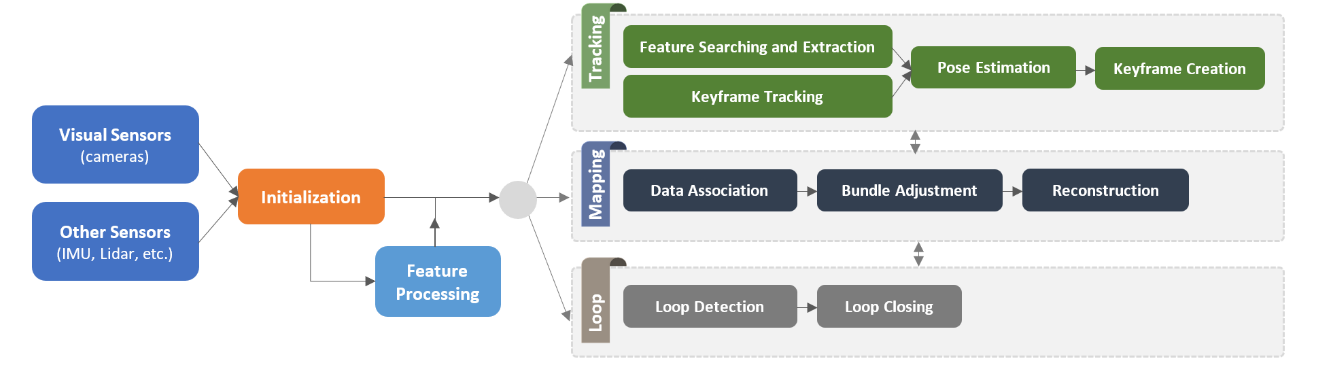 Visual Sensors
(cameras)
Other Sensors
(IMU, Lidar, etc.)
Initialization
Feature
Processing
Tracking
Feature Searching and Extraction
Keyframe Tracking
Pose Estimation
Keyframe Creation
Mapping
Data Association
Bundle Adjustment
Reconstruction
Loop
Loop Detection
Loop Closing